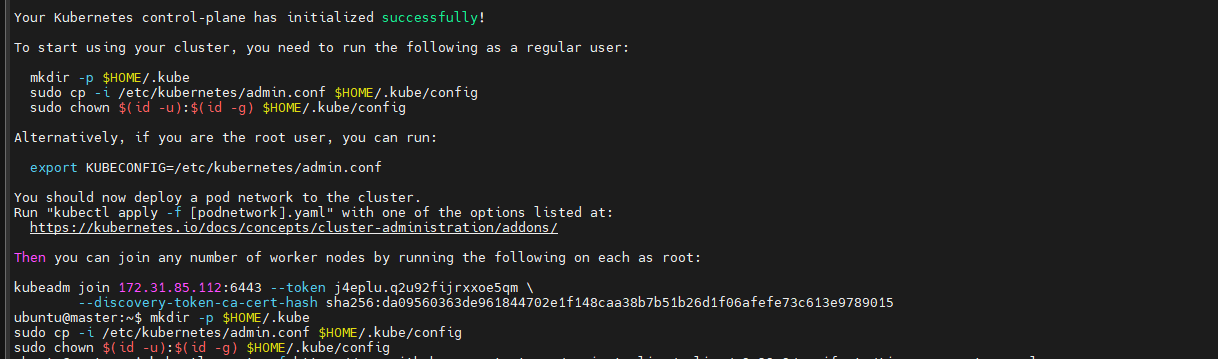 Your Kubernetes control-plane has initialized successfully!
To start using your cluster, you need to run the following as a regular user:
mkdir -p $HOME/.kube
sudo cp -i /etc/kubernetes/admin.conf $HOME/.kube/config
sudo chown $(id -u):$(id -g) $HOME/.kube/config
Alternatively, if you are the root user, you can run:
export KUBECONFIG=/etc/kubernetes/admin.conf
You should now deploy a pod network to the cluster.
Run "kubectl apply -f [podnetwork].yaml" with one of the options listed at:
https://kubernetes.io/docs/concepts/cluster-administration/addons/
Then you can join any number of worker nodes by running the following on each as root:
kubeadm join 172.31.85.112:6443 --token j4eplu.q2u92fijrxxoe5qm \
--discovery-token-ca-cert-hash sha256:da09560363de961844702e1f148caa38b7b51b26d1f06afefe73c613e9789015
ubuntu@master:~$ mkdir -p $HOME/.kube
sudo cp -i /etc/kubernetes/admin.conf $HOME/.kube/config
sudo chown $(id -u):$(id -g) $HOME/.kube/config